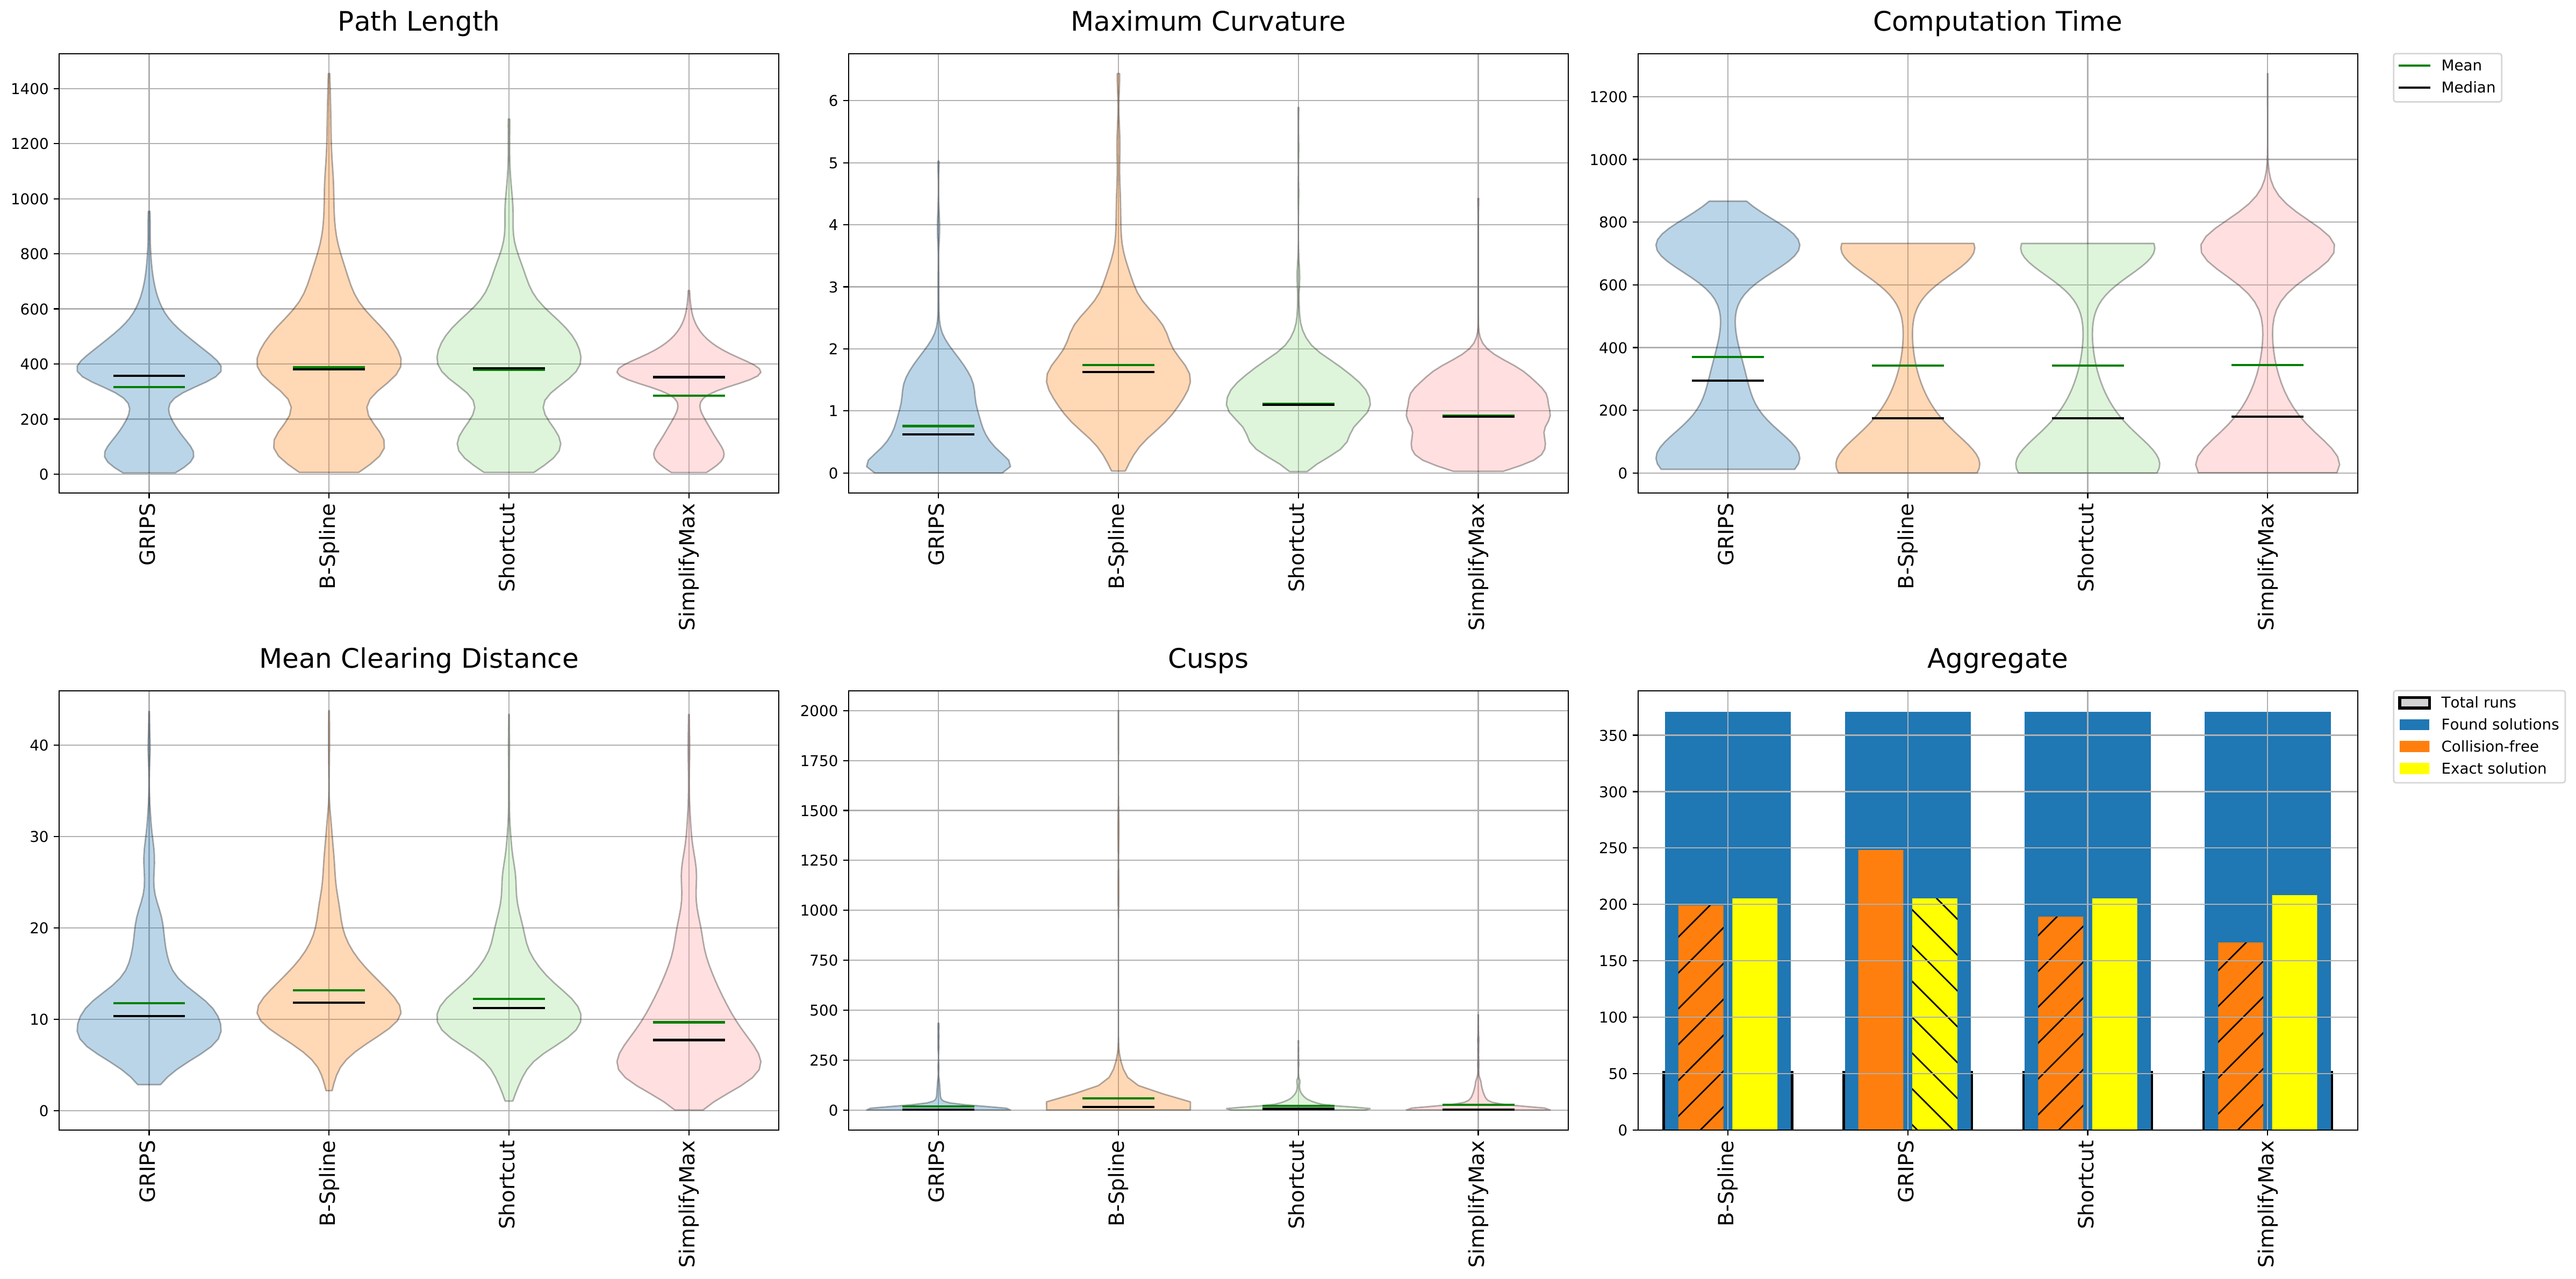 Path Length
1400
1200
1000
800
600
400
200
0
GRIPS
B-Spline
Shortcut
SimplifyMax
Maximum Curvature
6
5
4
3
2
1
0
GRIPS
B-Spline
Shortcut
SimplifyMax
Computation Time
1200
1000
800
600
400
200
0
GRIPS
B-Spline
Shortcut
SimplifyMax
Mean
Median
Mean Clearing Distance
40
30
20
10
0
GRIPS
B-Spline
Shortcut
SimplifyMax
Cusps
2000
1750
1500
1250
1000
750
500
250
0
GRIPS
B-Spline
Shortcut
SimplifyMax
Aggregate
350
300
250
200
150
100
50
0
B-Spline
GRIPS
Shortcut
SimplifyMax
Total runs
Found solutions
Collision-free
Exact solution